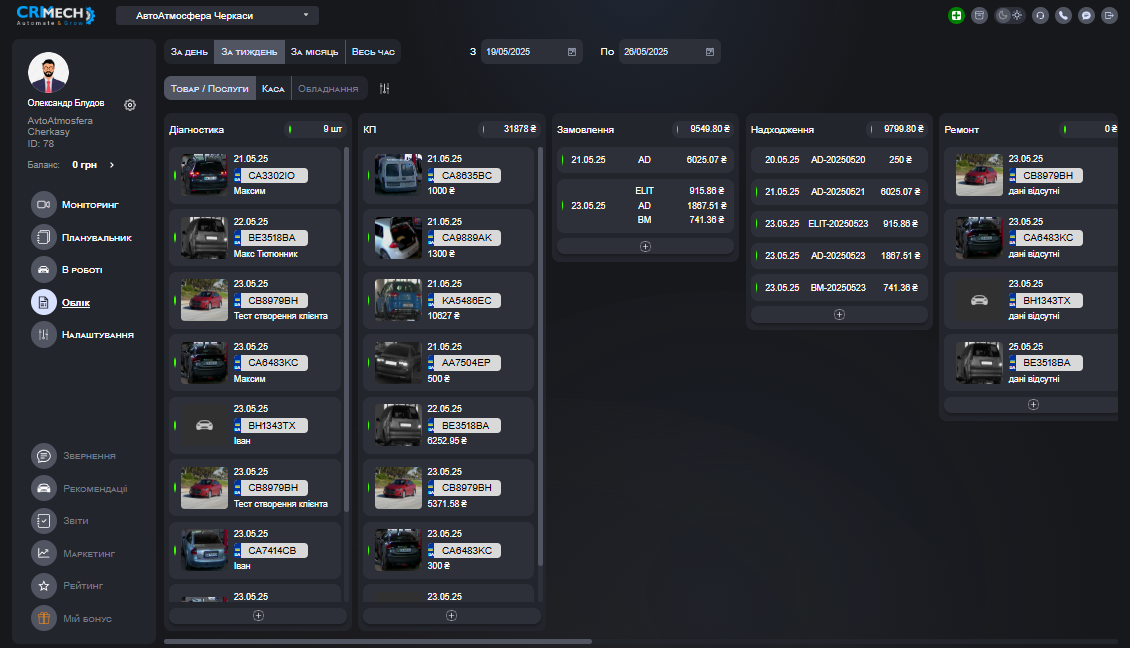 CRMECH
Automate & Grow
АвтоАтмосфера Черкаси
За день За тиждень За місяць Весь час
З 19/05/2025 По 26/05/2025
Товар / Послуги Каса Обладнання
Олександр Блудов
AvtoAtmosfera
Cherkasy
ID: 78
Баланс: 0 грн
Моніторинг
Планувальник
В роботі
Облік
Налаштування
Звернення
Рекомендації
Звіти
Маркетинг
Рейтинг
Мій бонус
Діагностика 9 шт
21.05.25
CA3302IO
Максим
22.05.25
BE3518BA
Макс Тютюнник
23.05.25
CB8979BH
Тест створення клієнта
23.05.25
CA6483KC
Максим
23.05.25
BH1343TX
Іван
23.05.25
CB8979BH
Тест створення клієнта
23.05.25
CA7414CB
Іван
23.05.25
КП 31878 ₴
21.05.25
CA8635BC
1000 ₴
21.05.25
CA9889AK
1300 ₴
21.05.25
KA5486EC
10627 ₴
21.05.25
AA7504EP
500 ₴
22.05.25
BE3518BA
6252.95 ₴
23.05.25
CB8979BH
5371.58 ₴
23.05.25
CA6483KC
300 ₴
23.05.25
Замовлення 9549.80 ₴
21.05.25 AD 6025.07 ₴
ELIT 915.86 ₴
23.05.25 AD 1867.51 ₴
BM 741.36 ₴
Надходження 9799.80 ₴
20.05.25 AD-20250520 250 ₴
21.05.25 AD-20250521 6025.07 ₴
23.05.25 ELIT-20250523 915.86 ₴
23.05.25 AD-20250523 1867.51 ₴
23.05.25 BM-20250523 741.36 ₴
Ремонт 0 ₴
23.05.25
CB8979BH
дані відсутні
23.05.25
CA6483KC
дані відсутні
23.05.25
BH1343TX
дані відсутні
25.05.25
BE3518BA
дані відсутні